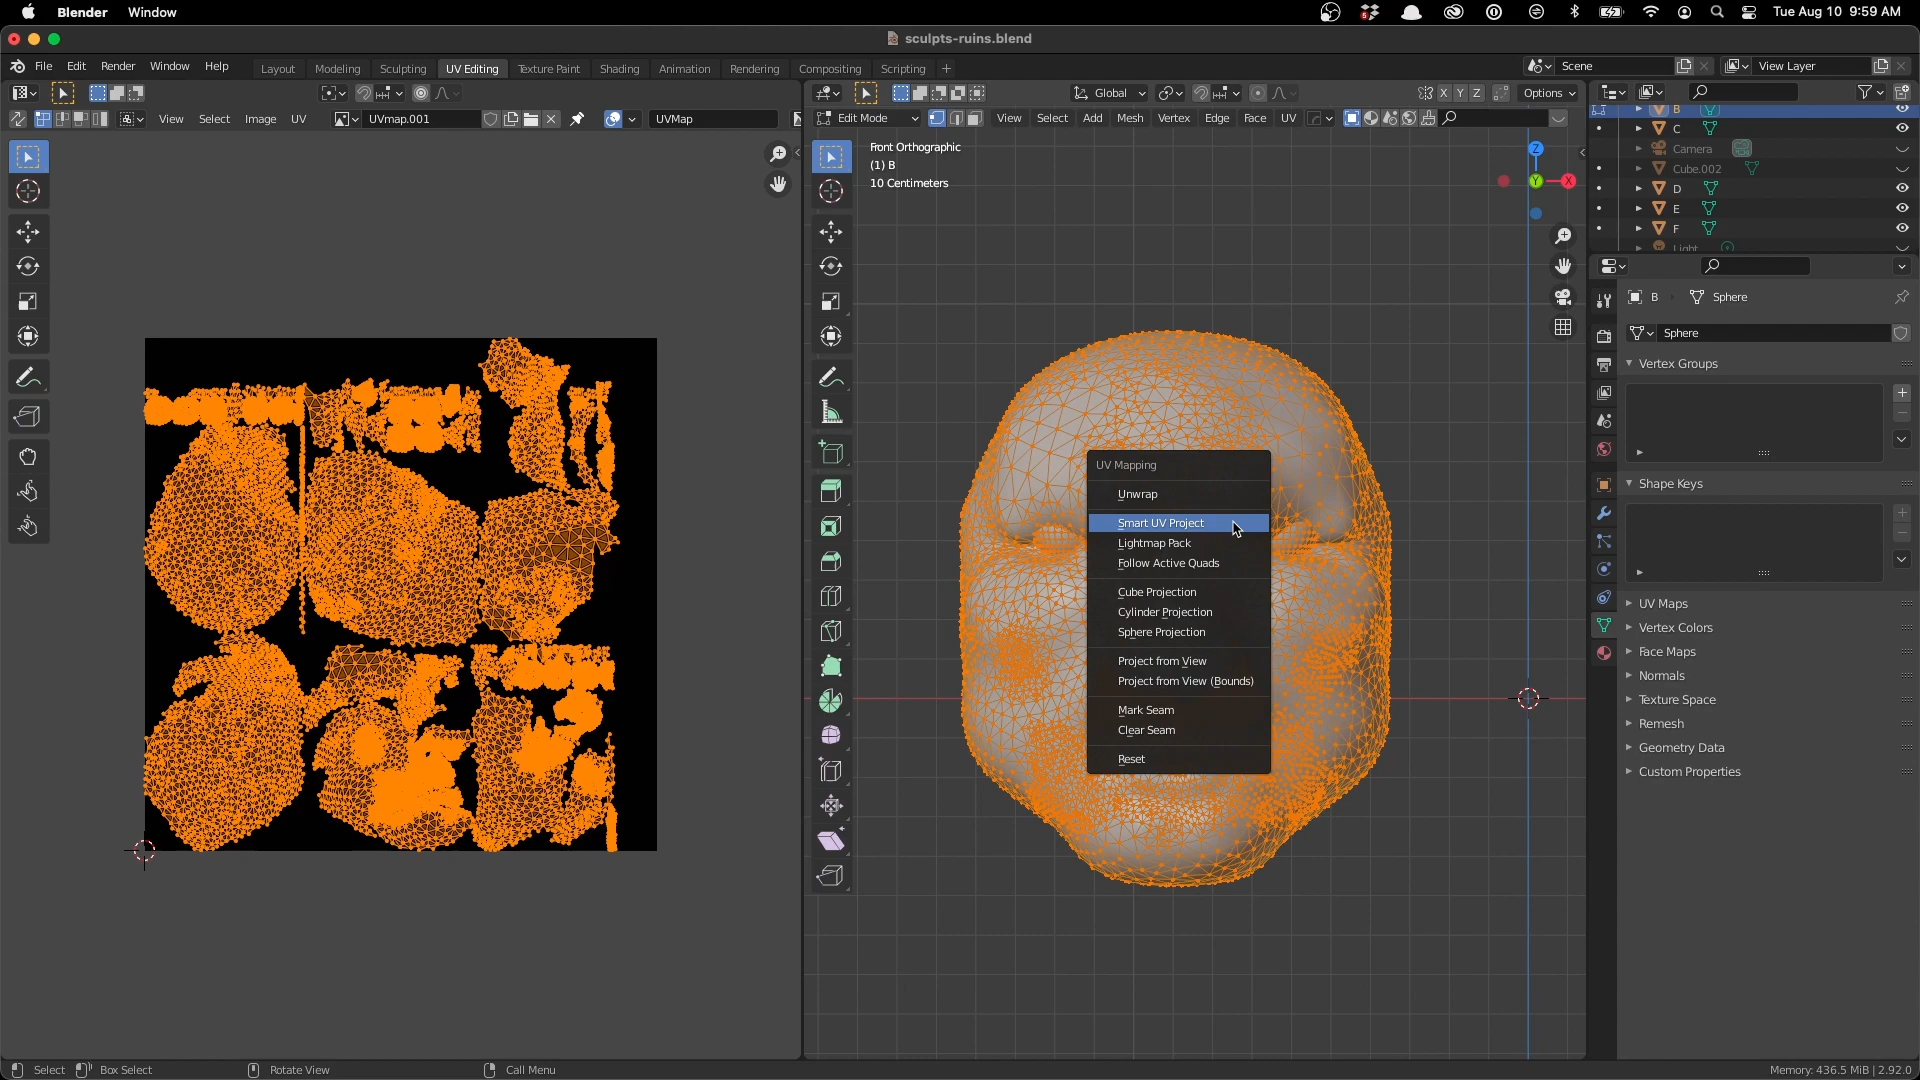 Blender Window
5
Tue Aug 10 9:59 AM
sculpts-ruins.blend
File Edit Render Window Help
Layout Modeling Sculpting UV Editing Texture Paint Shading Animation Rendering Compositing Scripting +
Scene
View Layer
Global
X Y Z
Options
View Select Image UV
UVmap.001
UVMap
Edit Mode
View Select Add Mesh Vertex Edge Face UV
Front Orthographic
(1) B
10 Centimeters
Z
Y
X
B
C
Camera
Cube.002
D
E
F
Light
B Sphere
Sphere
Vertex Groups
Shape Keys
UV Maps
Vertex Colors
Face Maps
Normals
Texture Space
Remesh
Geometry Data
Custom Properties
UV Mapping
Unwrap
Smart UV Project
Lightmap Pack
Follow Active Quads
Cube Projection
Cylinder Projection
Sphere Projection
Project from View
Project from View (Bounds)
Mark Seam
Clear Seam
Reset
Select Box Select Rotate View Call Menu
Memory: 436.5 MiB | 2.92.0